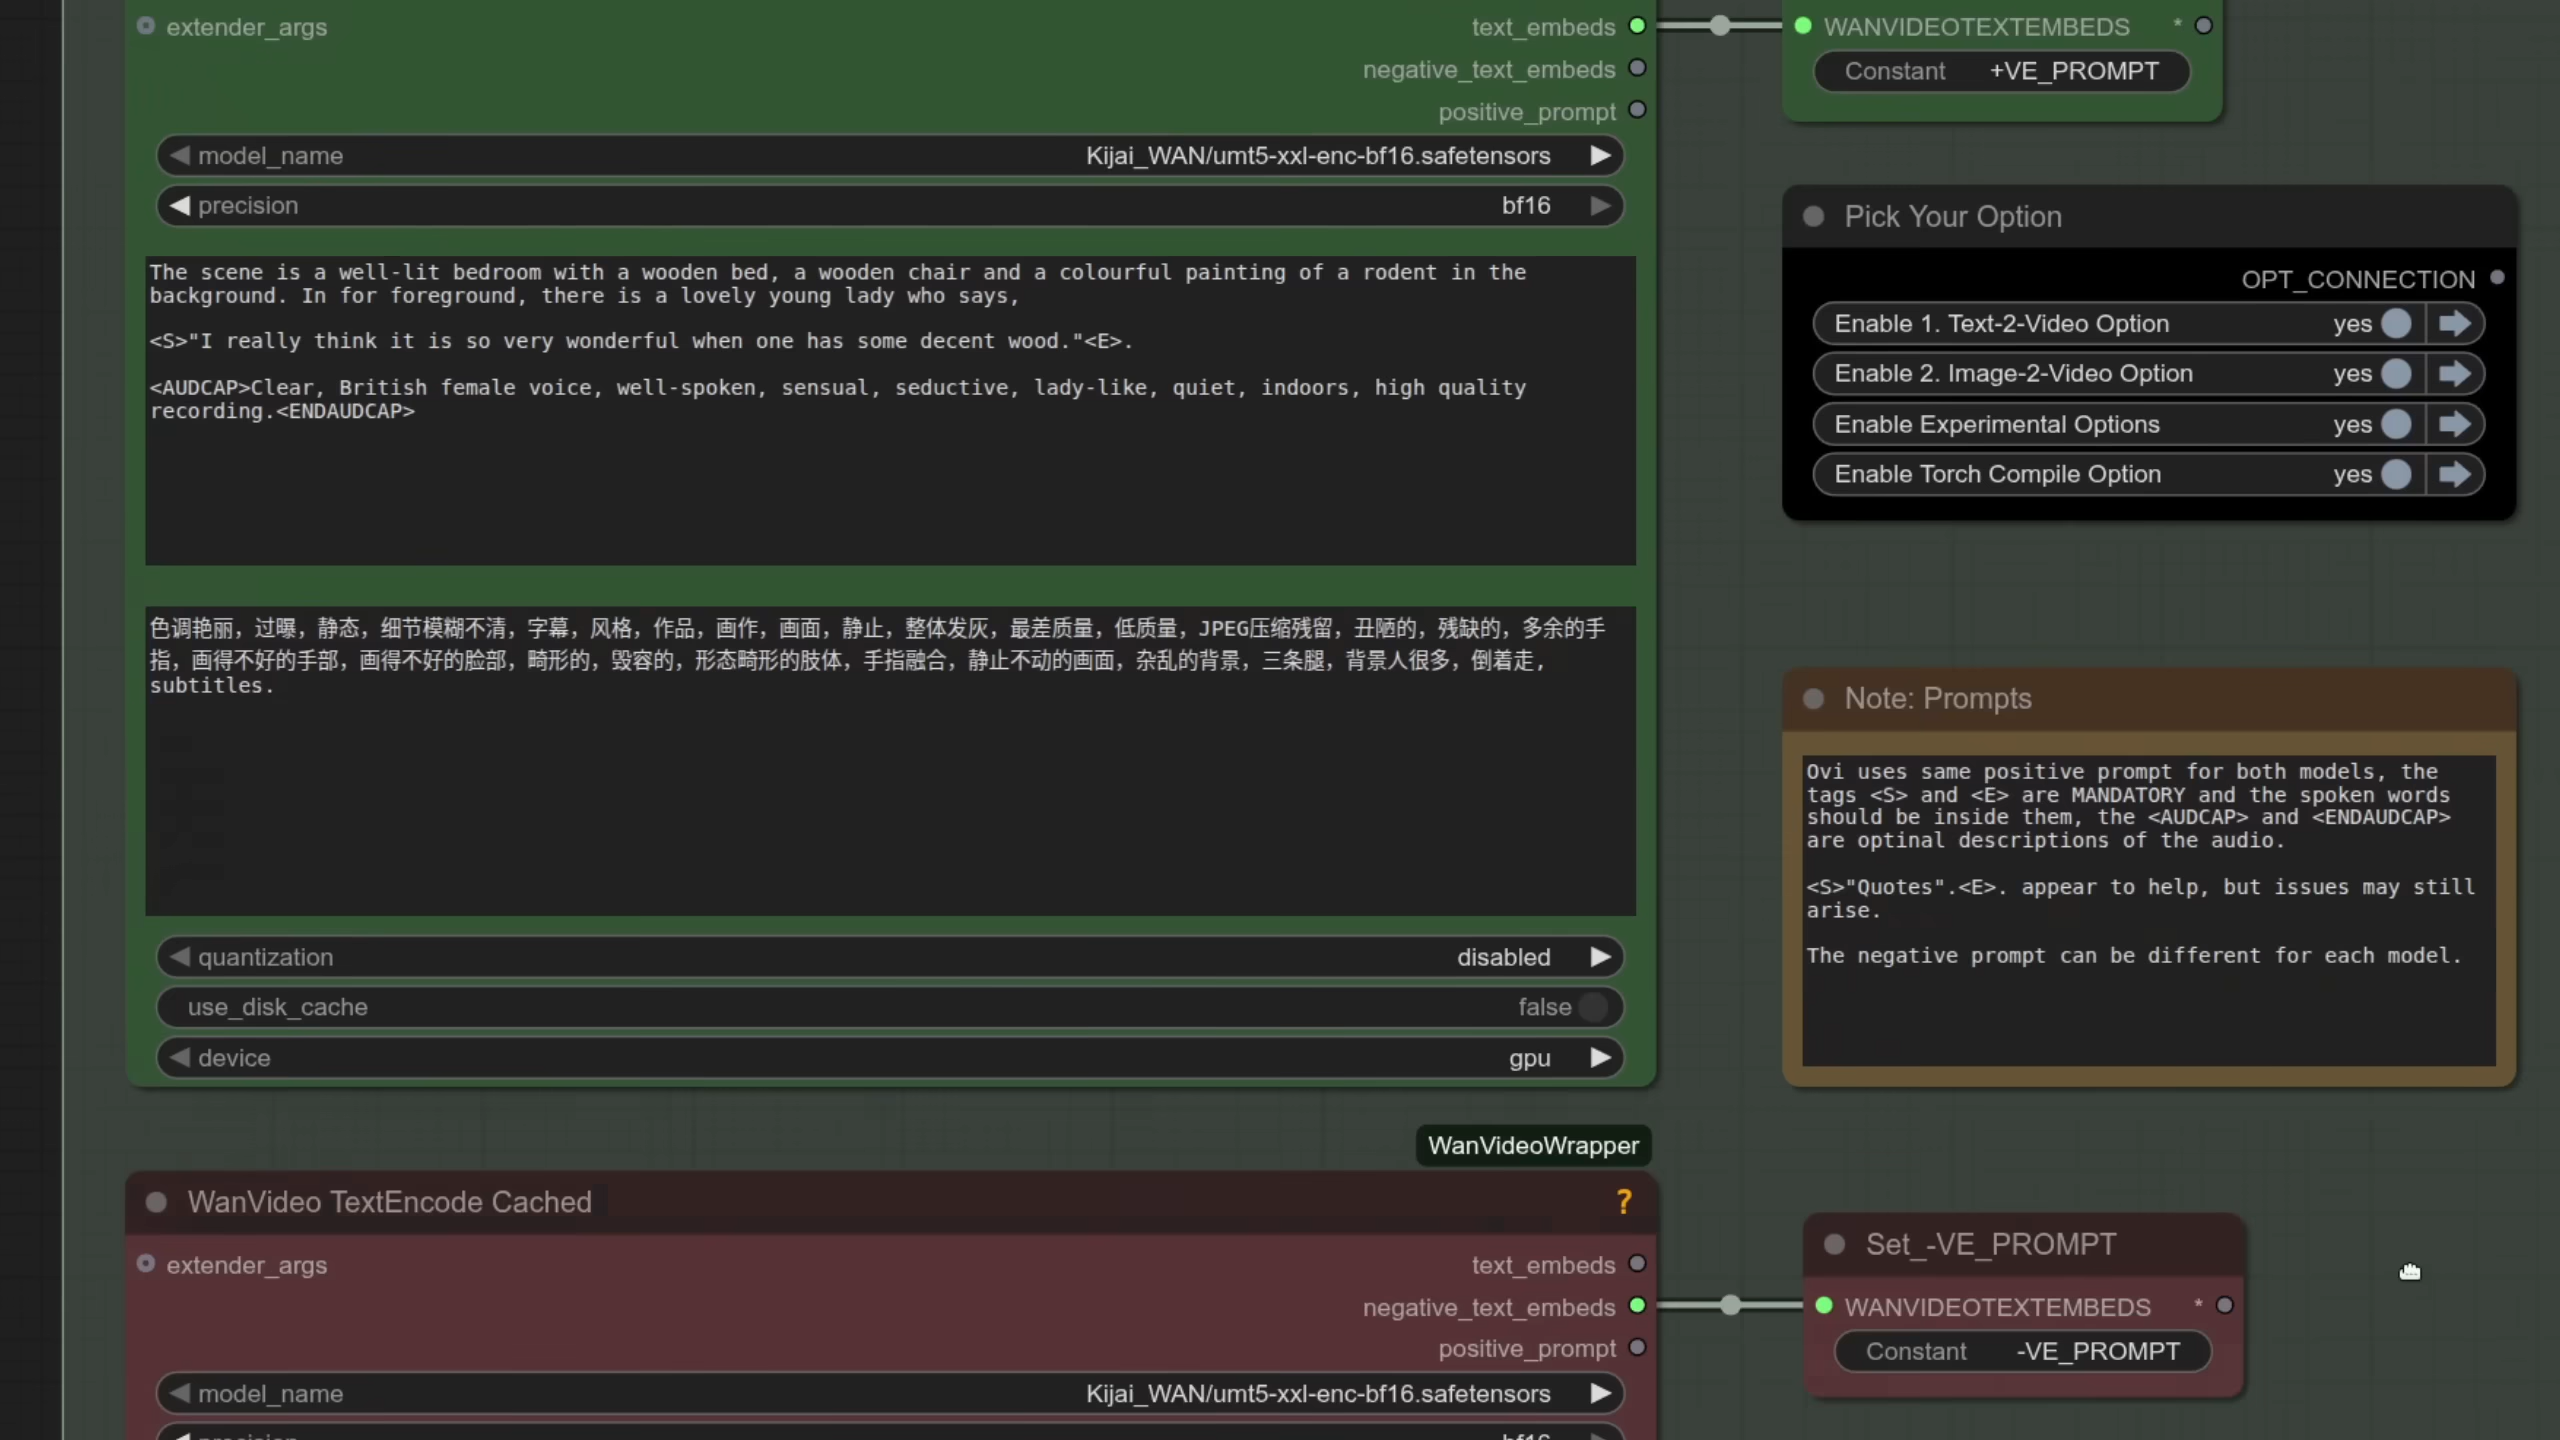 extender_args
text_embeds
WANVIDEOTEXTEMBEDS *
negative_text_embeds
Constant +VE_PROMPT
positive_prompt
model_name Kijai_WAN/umt5-xxl-enc-bf16.safetensors
precision bf16
The scene is a well-lit bedroom with a wooden bed, a wooden chair and a colourful painting of a rodent in the
background. In for foreground, there is a lovely young lady who says,
<S>"I really think it is so very wonderful when one has some decent wood."<E>.
<AUDCAP>Clear, British female voice, well-spoken, sensual, seductive, lady-like, quiet, indoors, high quality
recording.<ENDAUDCAP>
Pick Your Option
OPT_CONNECTION
Enable 1. Text-2-Video Option yes
Enable 2. Image-2-Video Option yes
Enable Experimental Options yes
Enable Torch Compile Option yes
色调艳丽，过曝，静态，细节模糊不清，字幕，风格，作品，画作，画面，静止，整体发灰，最差质量，低质量，JPEG压缩残留，丑陋的，残缺的，多余的手
指，画得不好的手部，画得不好的脸部，畸形的，毁容的，形态畸形的肢体，手指融合，静止不动的画面，杂乱的背景，三条腿，背景人很多，倒着走,
subtitles.
Note: Prompts
Ovi uses same positive prompt for both models, the
tags <S> and <E> are MANDATORY and the spoken words
should be inside them, the <AUDCAP> and <ENDAUDCAP>
are optinal descriptions of the audio.
<S>"Quotes".<E>. appear to help, but issues may still
arise.
The negative prompt can be different for each model.
quantization disabled
use_disk_cache false
device gpu
WanVideoWrapper
WanVideo TextEncode Cached ?
extender_args
text_embeds
negative_text_embeds
positive_prompt
Set_-VE_PROMPT
WANVIDEOTEXTEMBEDS *
Constant -VE_PROMPT
model_name Kijai_WAN/umt5-xxl-enc-bf16.safetensors
precision bf16